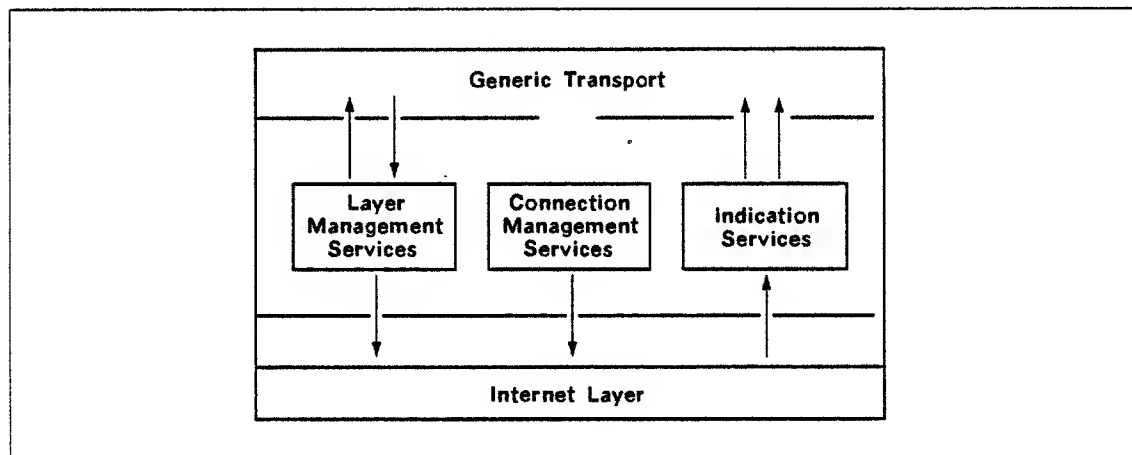 Generic Transport
Layer
Management
Services
Connection
Management
Services
Indication
Services
Internet Layer